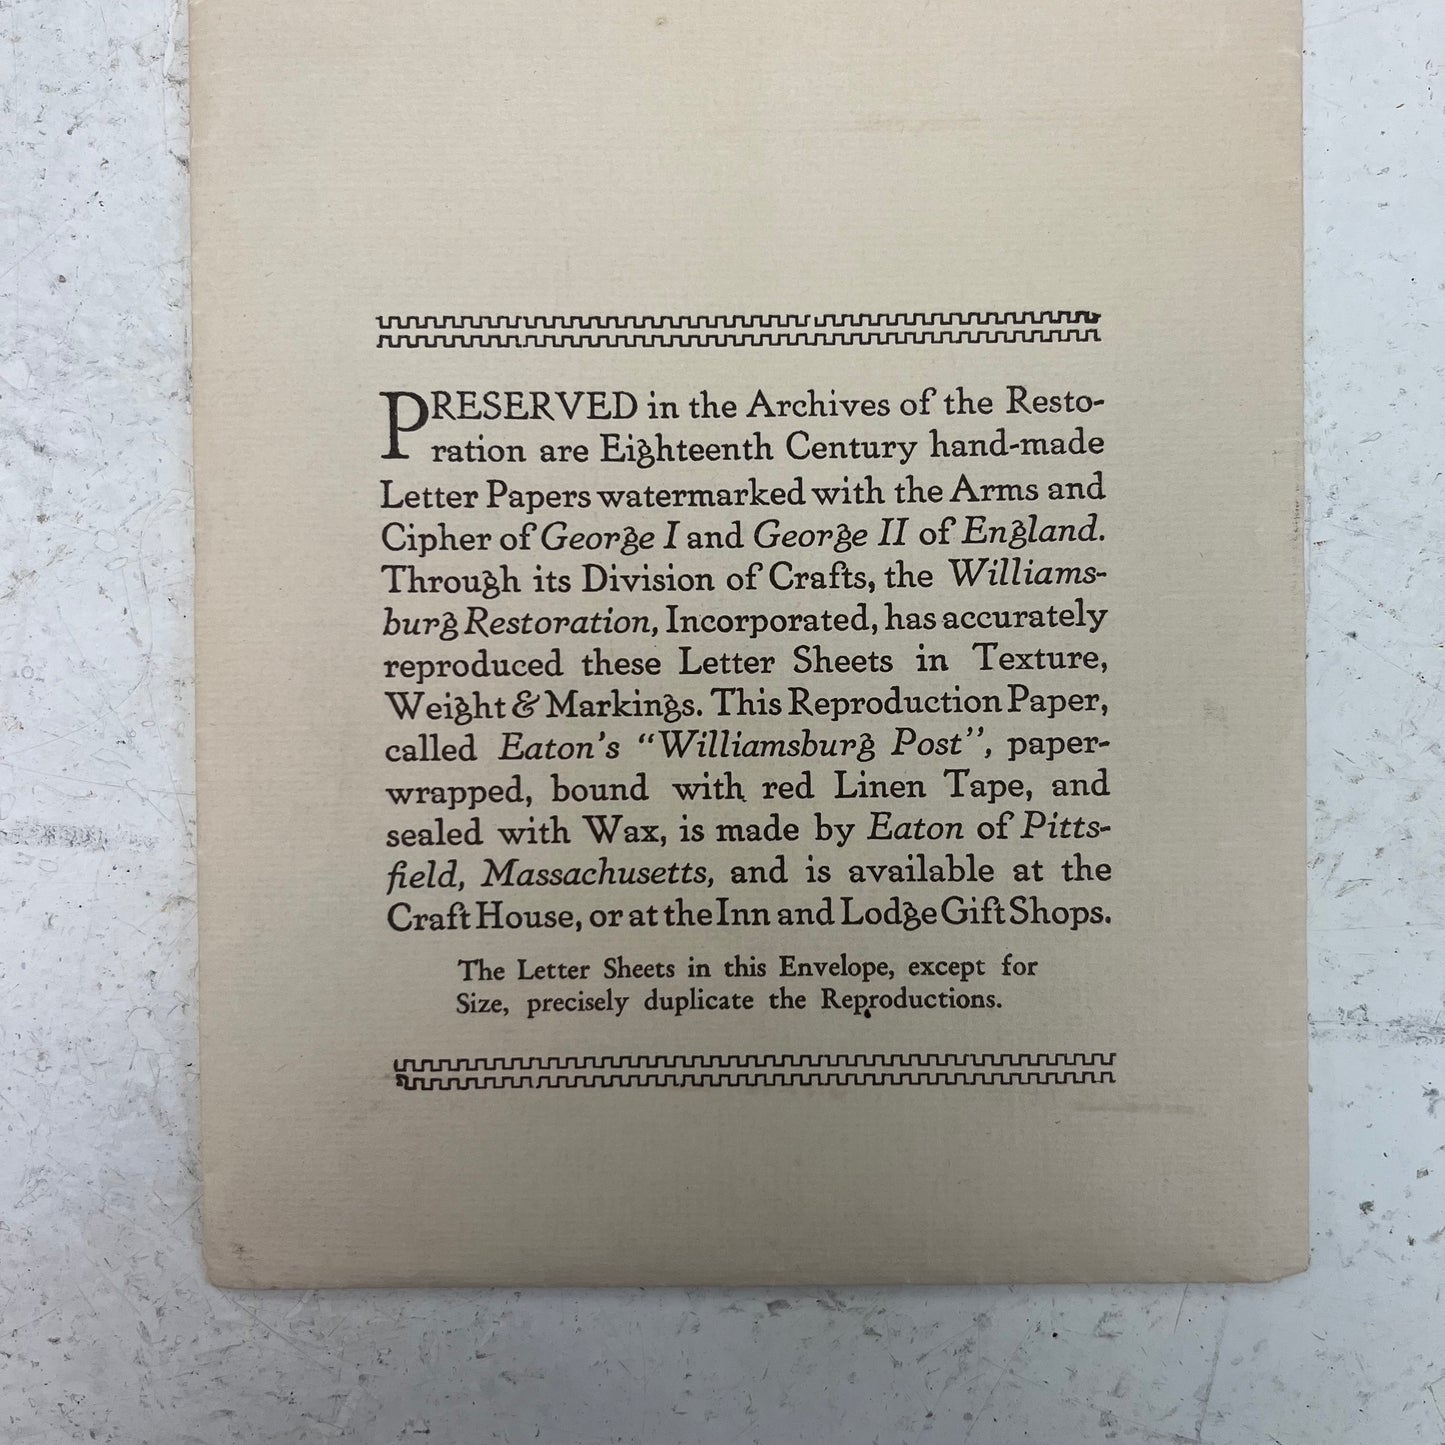 PRESERVED in the Archives of the Resto-
ration are Eighteenth Century hand-made
Letter Papers watermarked with the Arms and
Cipher of George I and George II of England.
Through its Division of Crafts, the Williams-
burg Restoration, Incorporated, has accurately
reproduced these Letter Sheets in Texture,
Weight & Markings. This Reproduction Paper,
called Eaton's "Williamsburg Post", paper-
wrapped, bound with red Linen Tape, and
sealed with Wax, is made by Eaton of Pitts-
field, Massachusetts, and is available at the
Craft House, or at the Inn and Lodge Gift Shops.
The Letter Sheets in this Envelope, except for
Size, precisely duplicate the Reproductions.